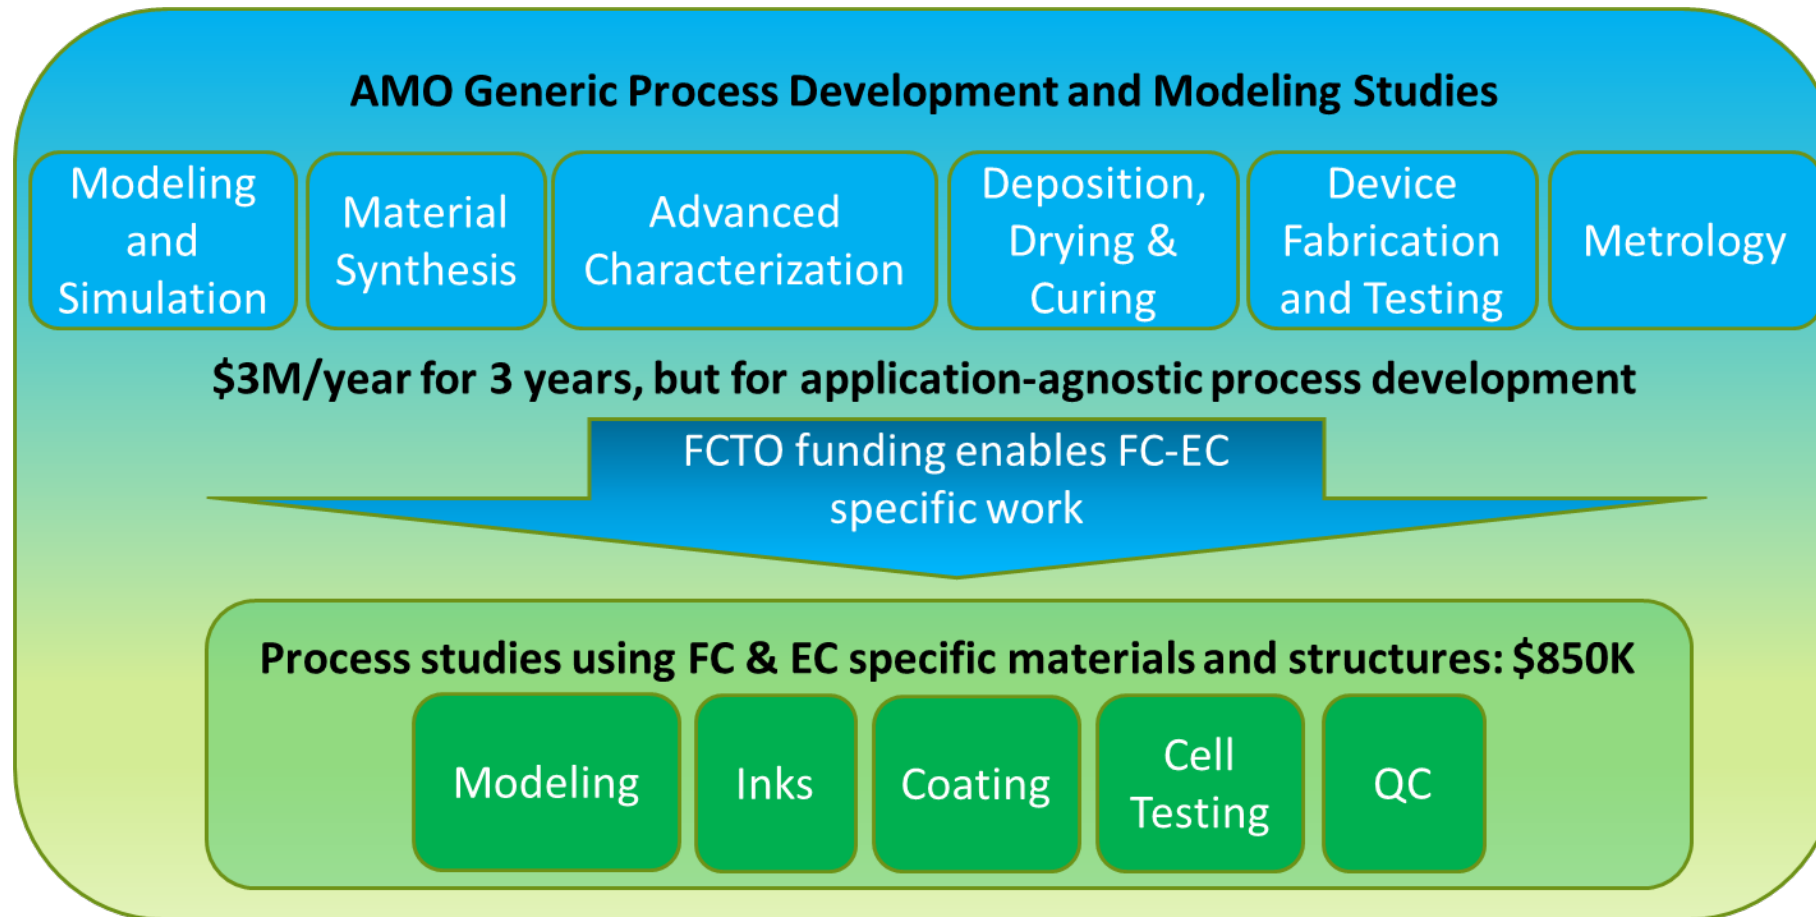 AMO Generic Process Development and Modeling Studies
Modeling
and
Simulation
Material
Synthesis
Advanced
Characterization
Deposition,
Drying &
Curing
Device
Fabrication
and Testing
Metrology
$3M/year for 3 years, but for application-agnostic process development
FCTO funding enables FC-EC
specific work
Process studies using FC & EC specific materials and structures: $850K
Modeling
Inks
Coating
Cell
Testing
QC